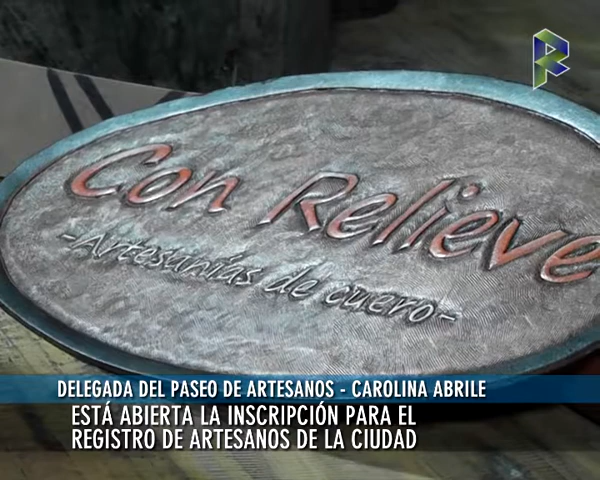 Con Relieve
-Artesanías de cuero-
DELEGADA DEL PASEO DE ARTESANOS - CAROLINA ABRILE
ESTÁ ABIERTA LA INSCRIPCIÓN PARA EL
REGISTRO DE ARTESANOS DE LA CIUDAD